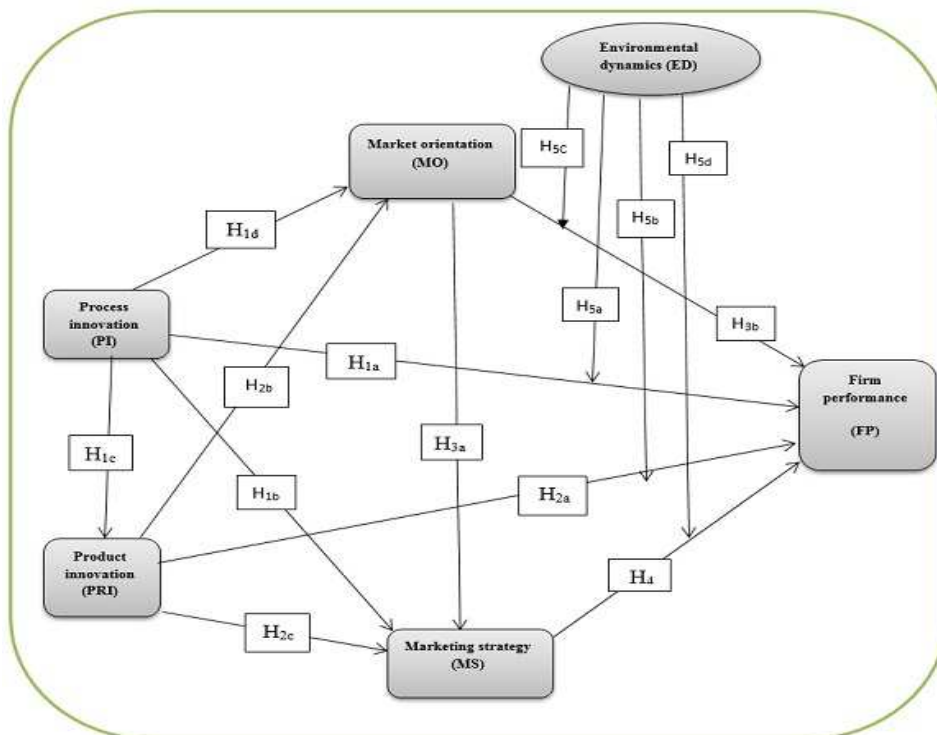 Environmental
dynamics (ED)
Market orientation
(MO)
H5C
H5d
H5b
H1d
Process
innovation
(PI)
H5a
H3b
H1a
H2b
Firm
performance
(FP)
H1c
H3a
H1b
H2a
Product
innovation
(PRI)
H4
H2c
Marketing strategy
(MS)